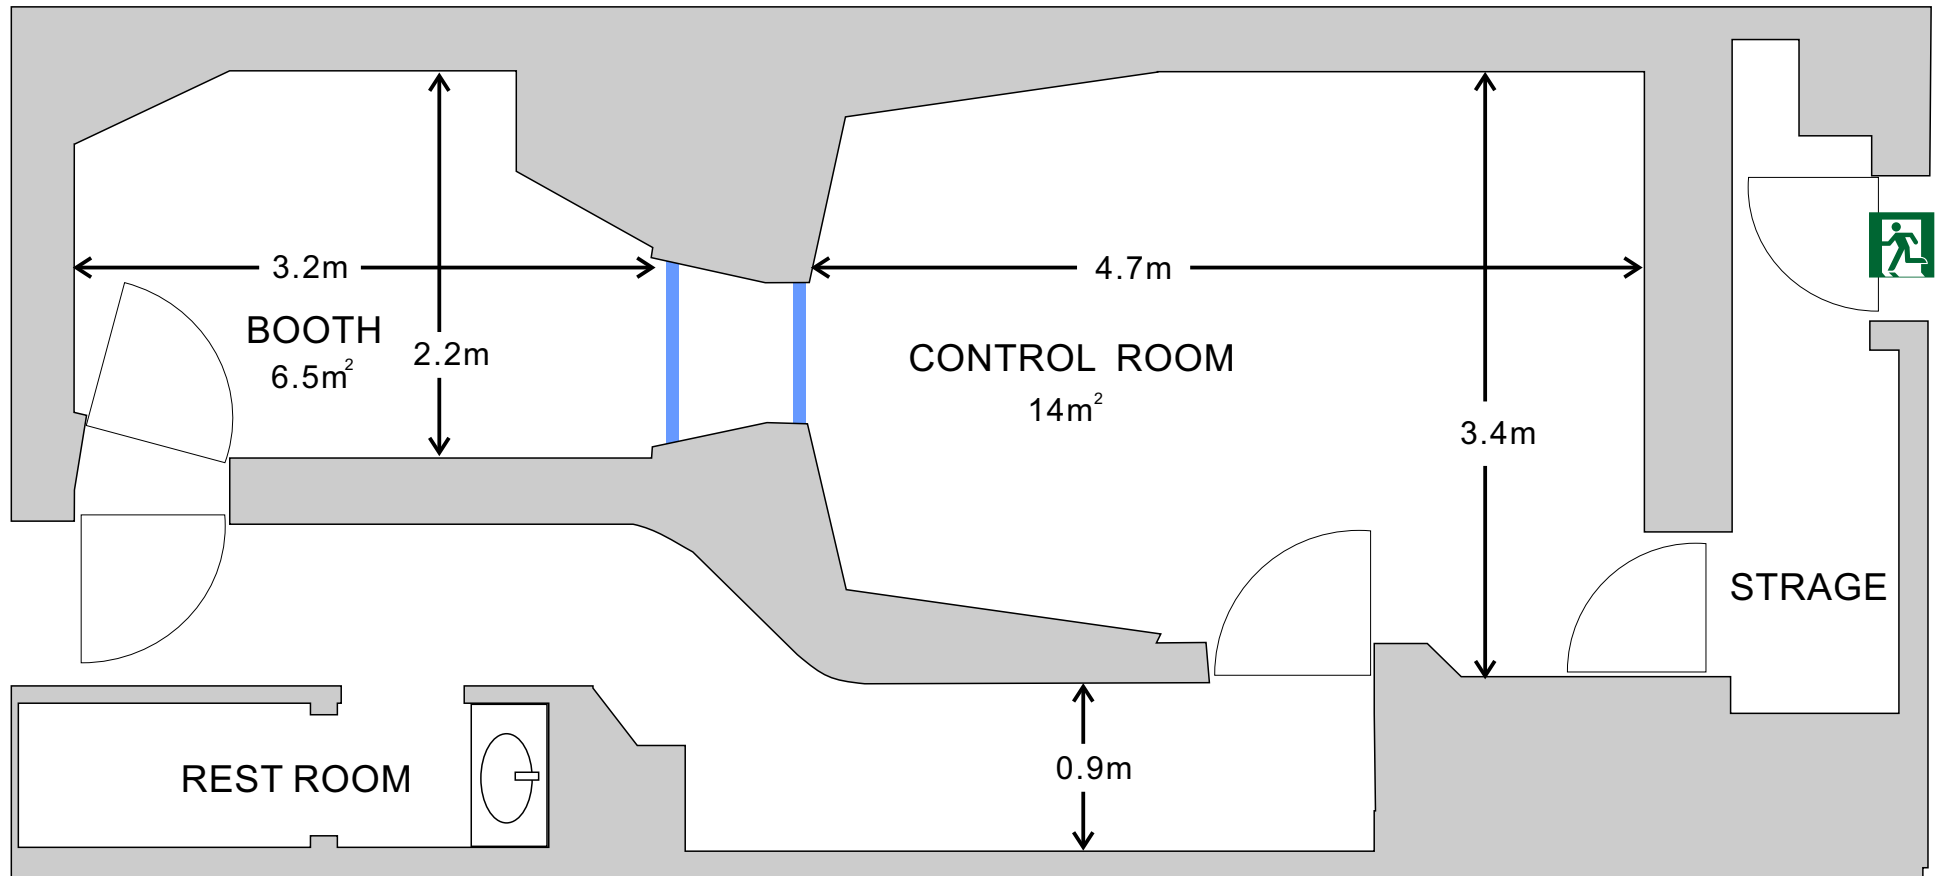 3.2m
4.7m
BOOTH
6.5m²
2.2m
CONTROL ROOM
14m²
3.4m
STRAGE
REST ROOM
0.9m